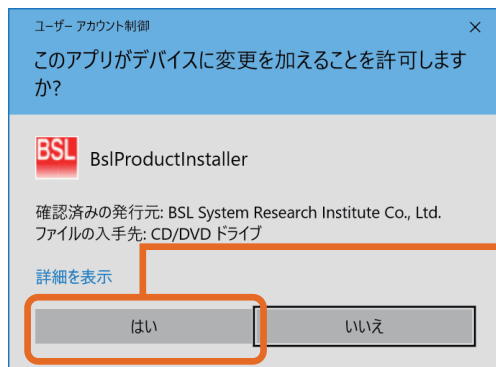 ユーザー アカウント制御
このアプリがデバイスに変更を加えることを許可します
か?
BSL
BslProductInstaller
確認済みの発行元: BSL System Research Institute Co., Ltd.
ファイルの入手先: CD/DVD ドライブ
詳細を表示
はい いいえ